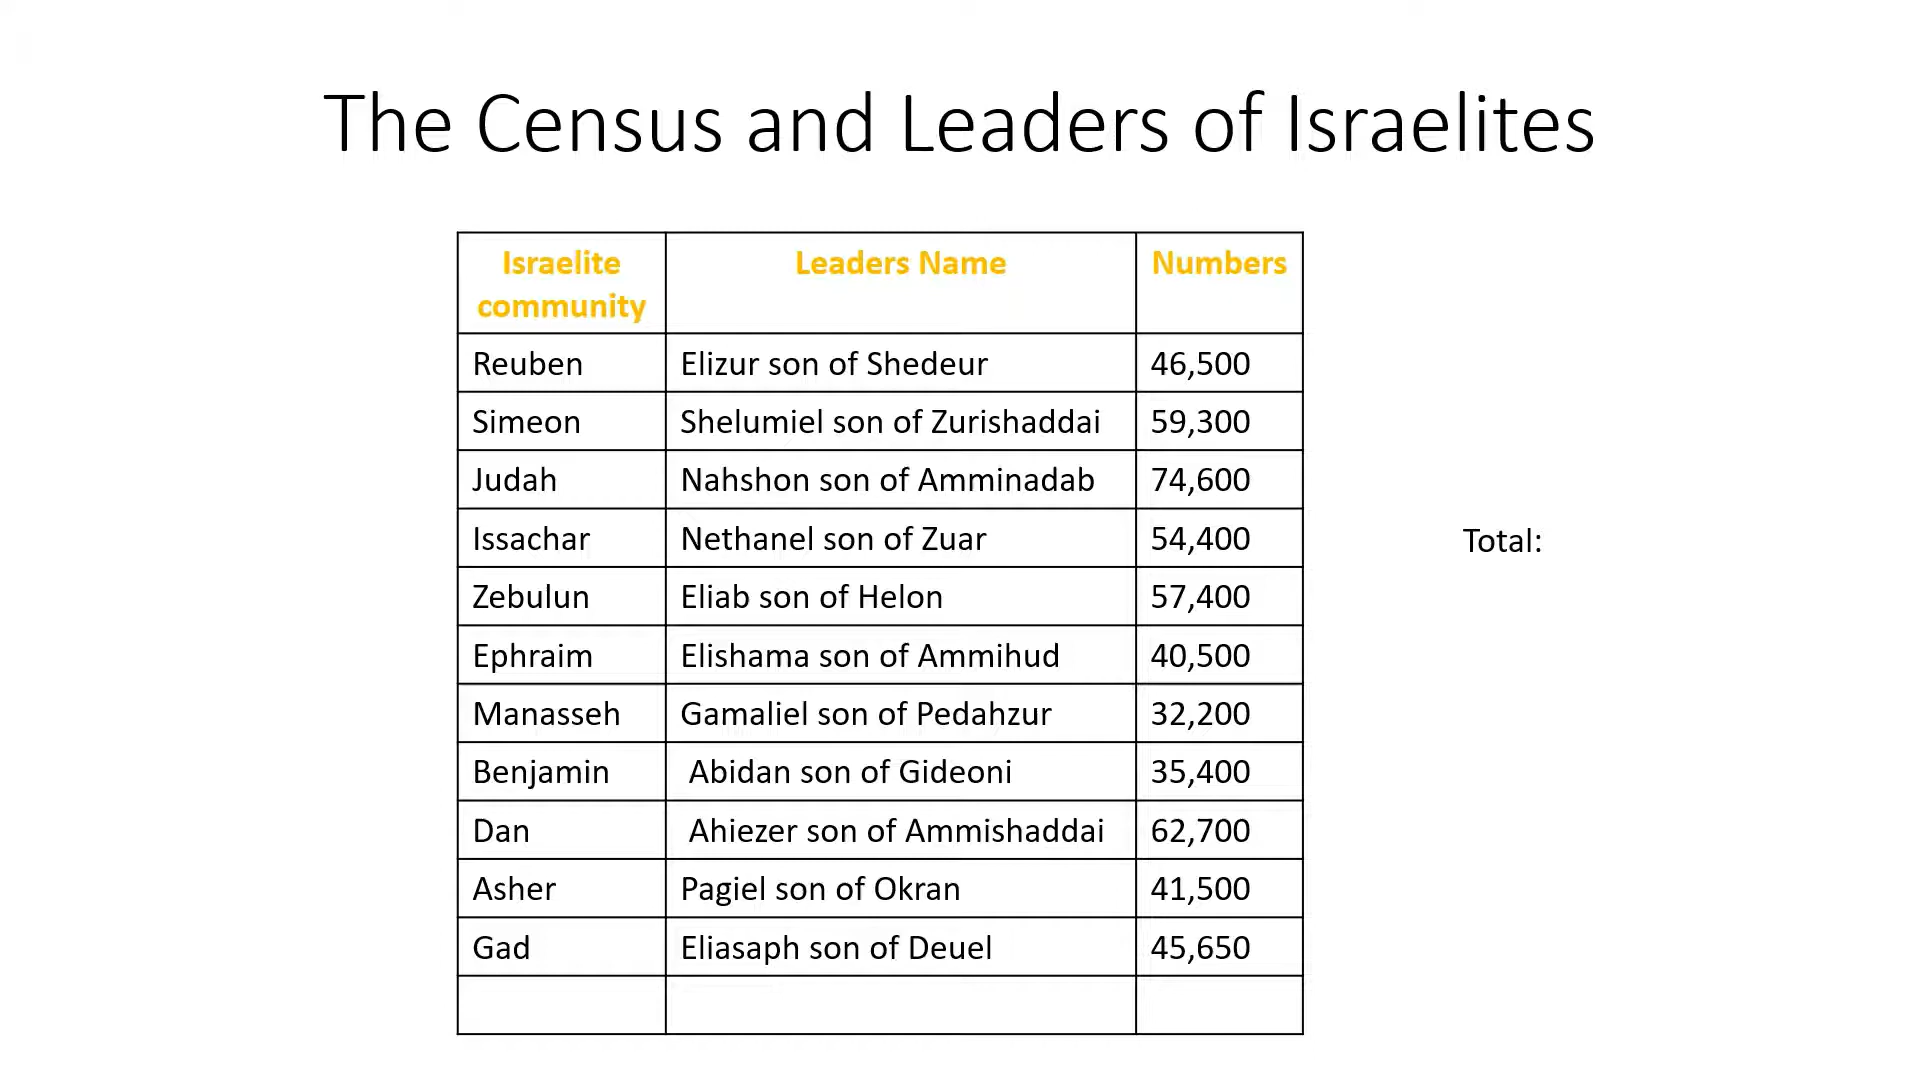 The Census and Leaders of Israelites
Israelite community Leaders Name Numbers
Reuben Elizur son of Shedeur 46,500
Simeon Shelumiel son of Zurishaddai 59,300
Judah Nahshon son of Amminadab 74,600
Issachar Nethanel son of Zuar 54,400
Total:
Zebulun Eliab son of Helon 57,400
Ephraim Elishama son of Ammihud 40,500
Manasseh Gamaliel son of Pedahzur 32,200
Benjamin Abidan son of Gideoni 35,400
Dan Ahiezer son of Ammishaddai 62,700
Asher Pagiel son of Okran 41,500
Gad Eliasaph son of Deuel 45,650